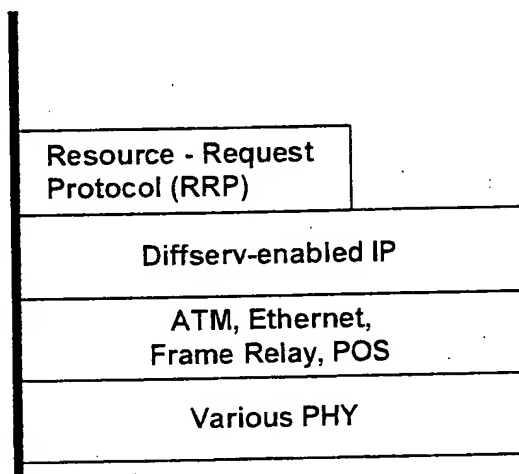 Resource - Request
Protocol (RRP)
Diffserv-enabled IP
ATM, Ethernet,
Frame Relay, POS
Various PHY